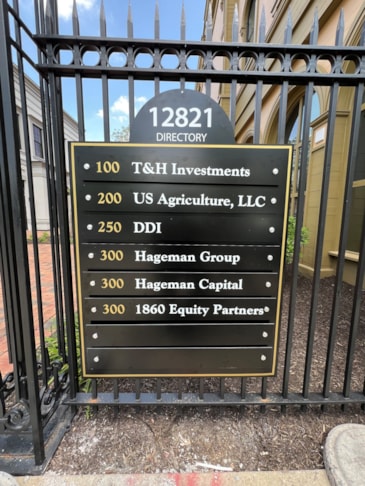 12821
DIRECTORY
100 T&H Investments
200 US Agriculture, LLC
250 DDI
300 Hageman Group
300 Hageman Capital
300 1860 Equity Partners